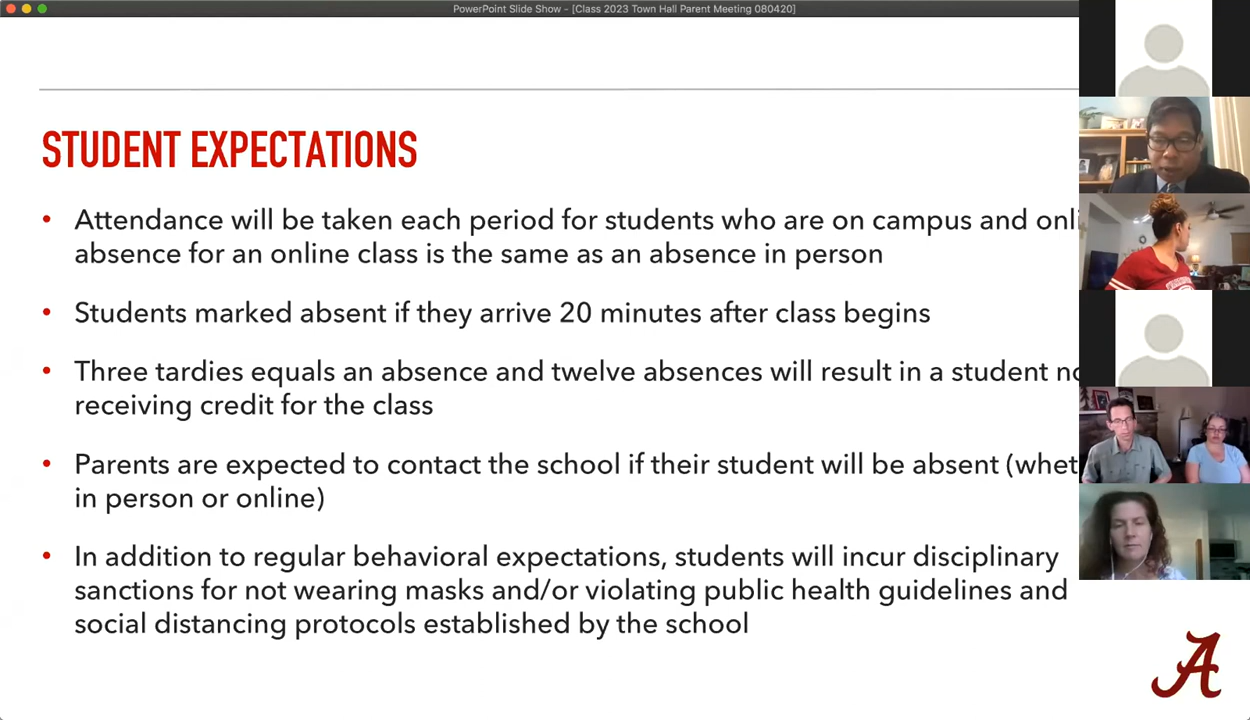 PowerPoint Slide Show - [Class 2023 Town Hall Parent Meeting 080420]
STUDENT EXPECTATIONS
• Attendance will be taken each period for students who are on campus and
absence for an online class is the same as an absence in person
• Students marked absent if they arrive 20 minutes after class begins
• Three tardies equals an absence and twelve absences will result in a student
receiving credit for the class
• Parents are expected to contact the school if their student will be absent
in person or online)
• In addition to regular behavioral expectations, students will incur disciplinary
sanctions for not wearing masks and/or violating public health guidelines and
social distancing protocols established by the school
A